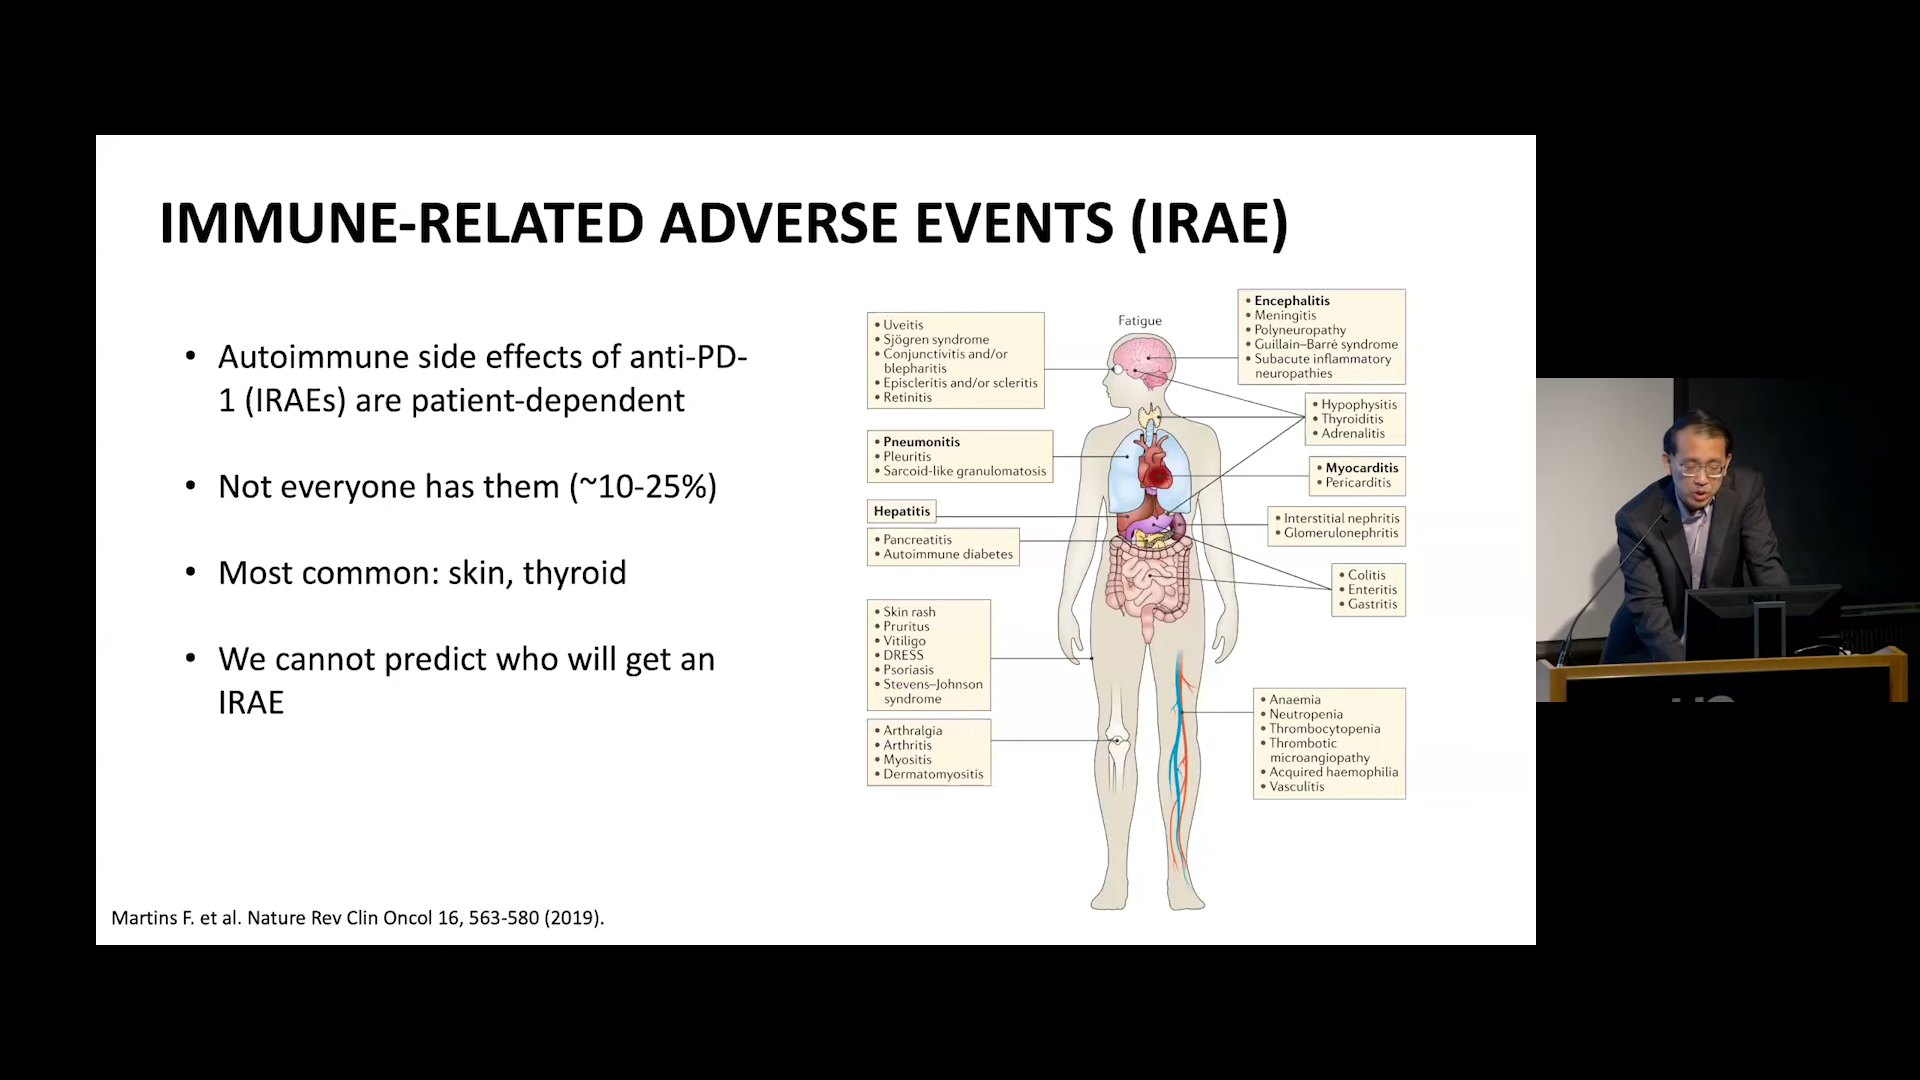 IMMUNE-RELATED ADVERSE EVENTS (IRAE)
• Autoimmune side effects of anti-PD-
1 (IRAEs) are patient-dependent
• Not everyone has them (~10-25%)
• Most common: skin, thyroid
• We cannot predict who will get an
IRAE
Fatigue
• Uveitis
• Sjögren syndrome
• Conjunctivitis and/or
blepharitis
• Episcleritis and/or scleritis
• Retinitis
• Pneumonitis
• Pleuritis
• Sarcoid-like granulomatosis
Hepatitis
• Pancreatitis
• Autoimmune diabetes
• Skin rash
• Pruritus
• Vitiligo
• DRESS
• Psoriasis
• Stevens–Johnson
syndrome
• Arthralgia
• Arthritis
• Myositis
• Dermatomyositis
• Encephalitis
• Meningitis
• Polyneuropathy
• Guillain–Barré syndrome
• Subacute inflammatory
neuropathies
• Hypophysitis
• Thyroiditis
• Adrenalitis
• Myocarditis
• Pericarditis
• Interstitial nephritis
• Glomerulonephritis
• Colitis
• Enteritis
• Gastritis
• Anaemia
• Neutropenia
• Thrombocytopenia
• Thrombotic
microangiopathy
• Acquired haemophilia
• Vasculitis
Martins F. et al. Nature Rev Clin Oncol 16, 563-580 (2019).